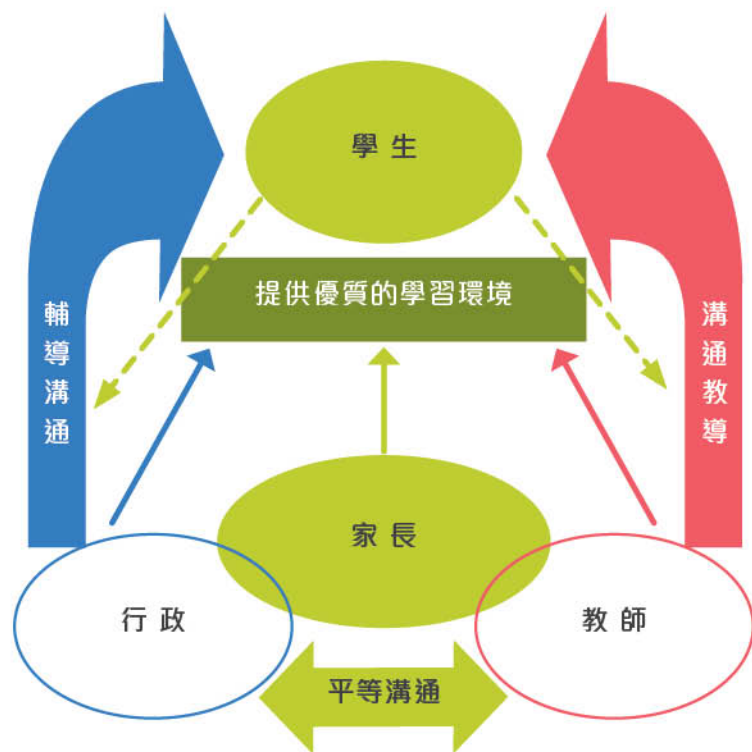 學生
提供優質的學習環境
輔導溝通
溝通教導
家長
行政
教師
平等溝通